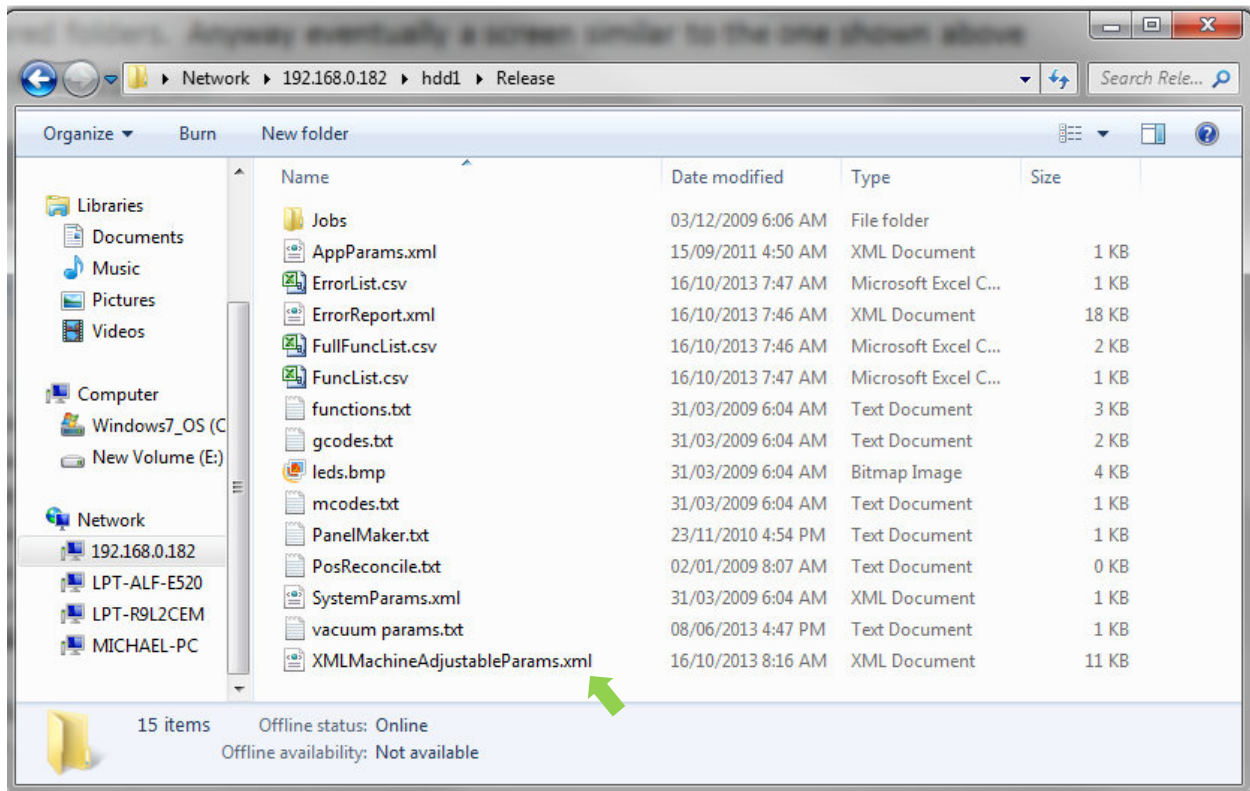 red folders. Anyway eventually a screen similar to the one shown above
Network 192.168.0.182 hdd1 Release
Search Rele...
Organize Burn New folder
Name Date modified Type Size
Libraries
Documents
Music
Pictures
Videos
Computer
Windows7_OS (C
New Volume (E:)
Network
192.168.0.182
LPT-ALF-E520
LPT-R9L2CEM
MICHAEL-PC
Jobs 03/12/2009 6:06 AM File folder
AppParams.xml 15/09/2011 4:50 AM XML Document 1 KB
ErrorList.csv 16/10/2013 7:47 AM Microsoft Excel C... 1 KB
ErrorReport.xml 16/10/2013 7:46 AM XML Document 18 KB
FullFuncList.csv 16/10/2013 7:46 AM Microsoft Excel C... 2 KB
FuncList.csv 16/10/2013 7:47 AM Microsoft Excel C... 1 KB
functions.txt 31/03/2009 6:04 AM Text Document 3 KB
gcodes.txt 31/03/2009 6:04 AM Text Document 2 KB
leds.bmp 31/03/2009 6:04 AM Bitmap Image 4 KB
mcodes.txt 31/03/2009 6:04 AM Text Document 1 KB
PanelMaker.txt 23/11/2010 4:54 PM Text Document 1 KB
PosReconcile.txt 02/01/2009 8:07 AM Text Document 0 KB
SystemParams.xml 31/03/2009 6:04 AM XML Document 1 KB
vacuum params.txt 08/06/2013 4:47 PM Text Document 1 KB
XMLMachineAdjustableParams.xml 16/10/2013 8:16 AM XML Document 11 KB
15 items Offline status: Online
Offline availability: Not available